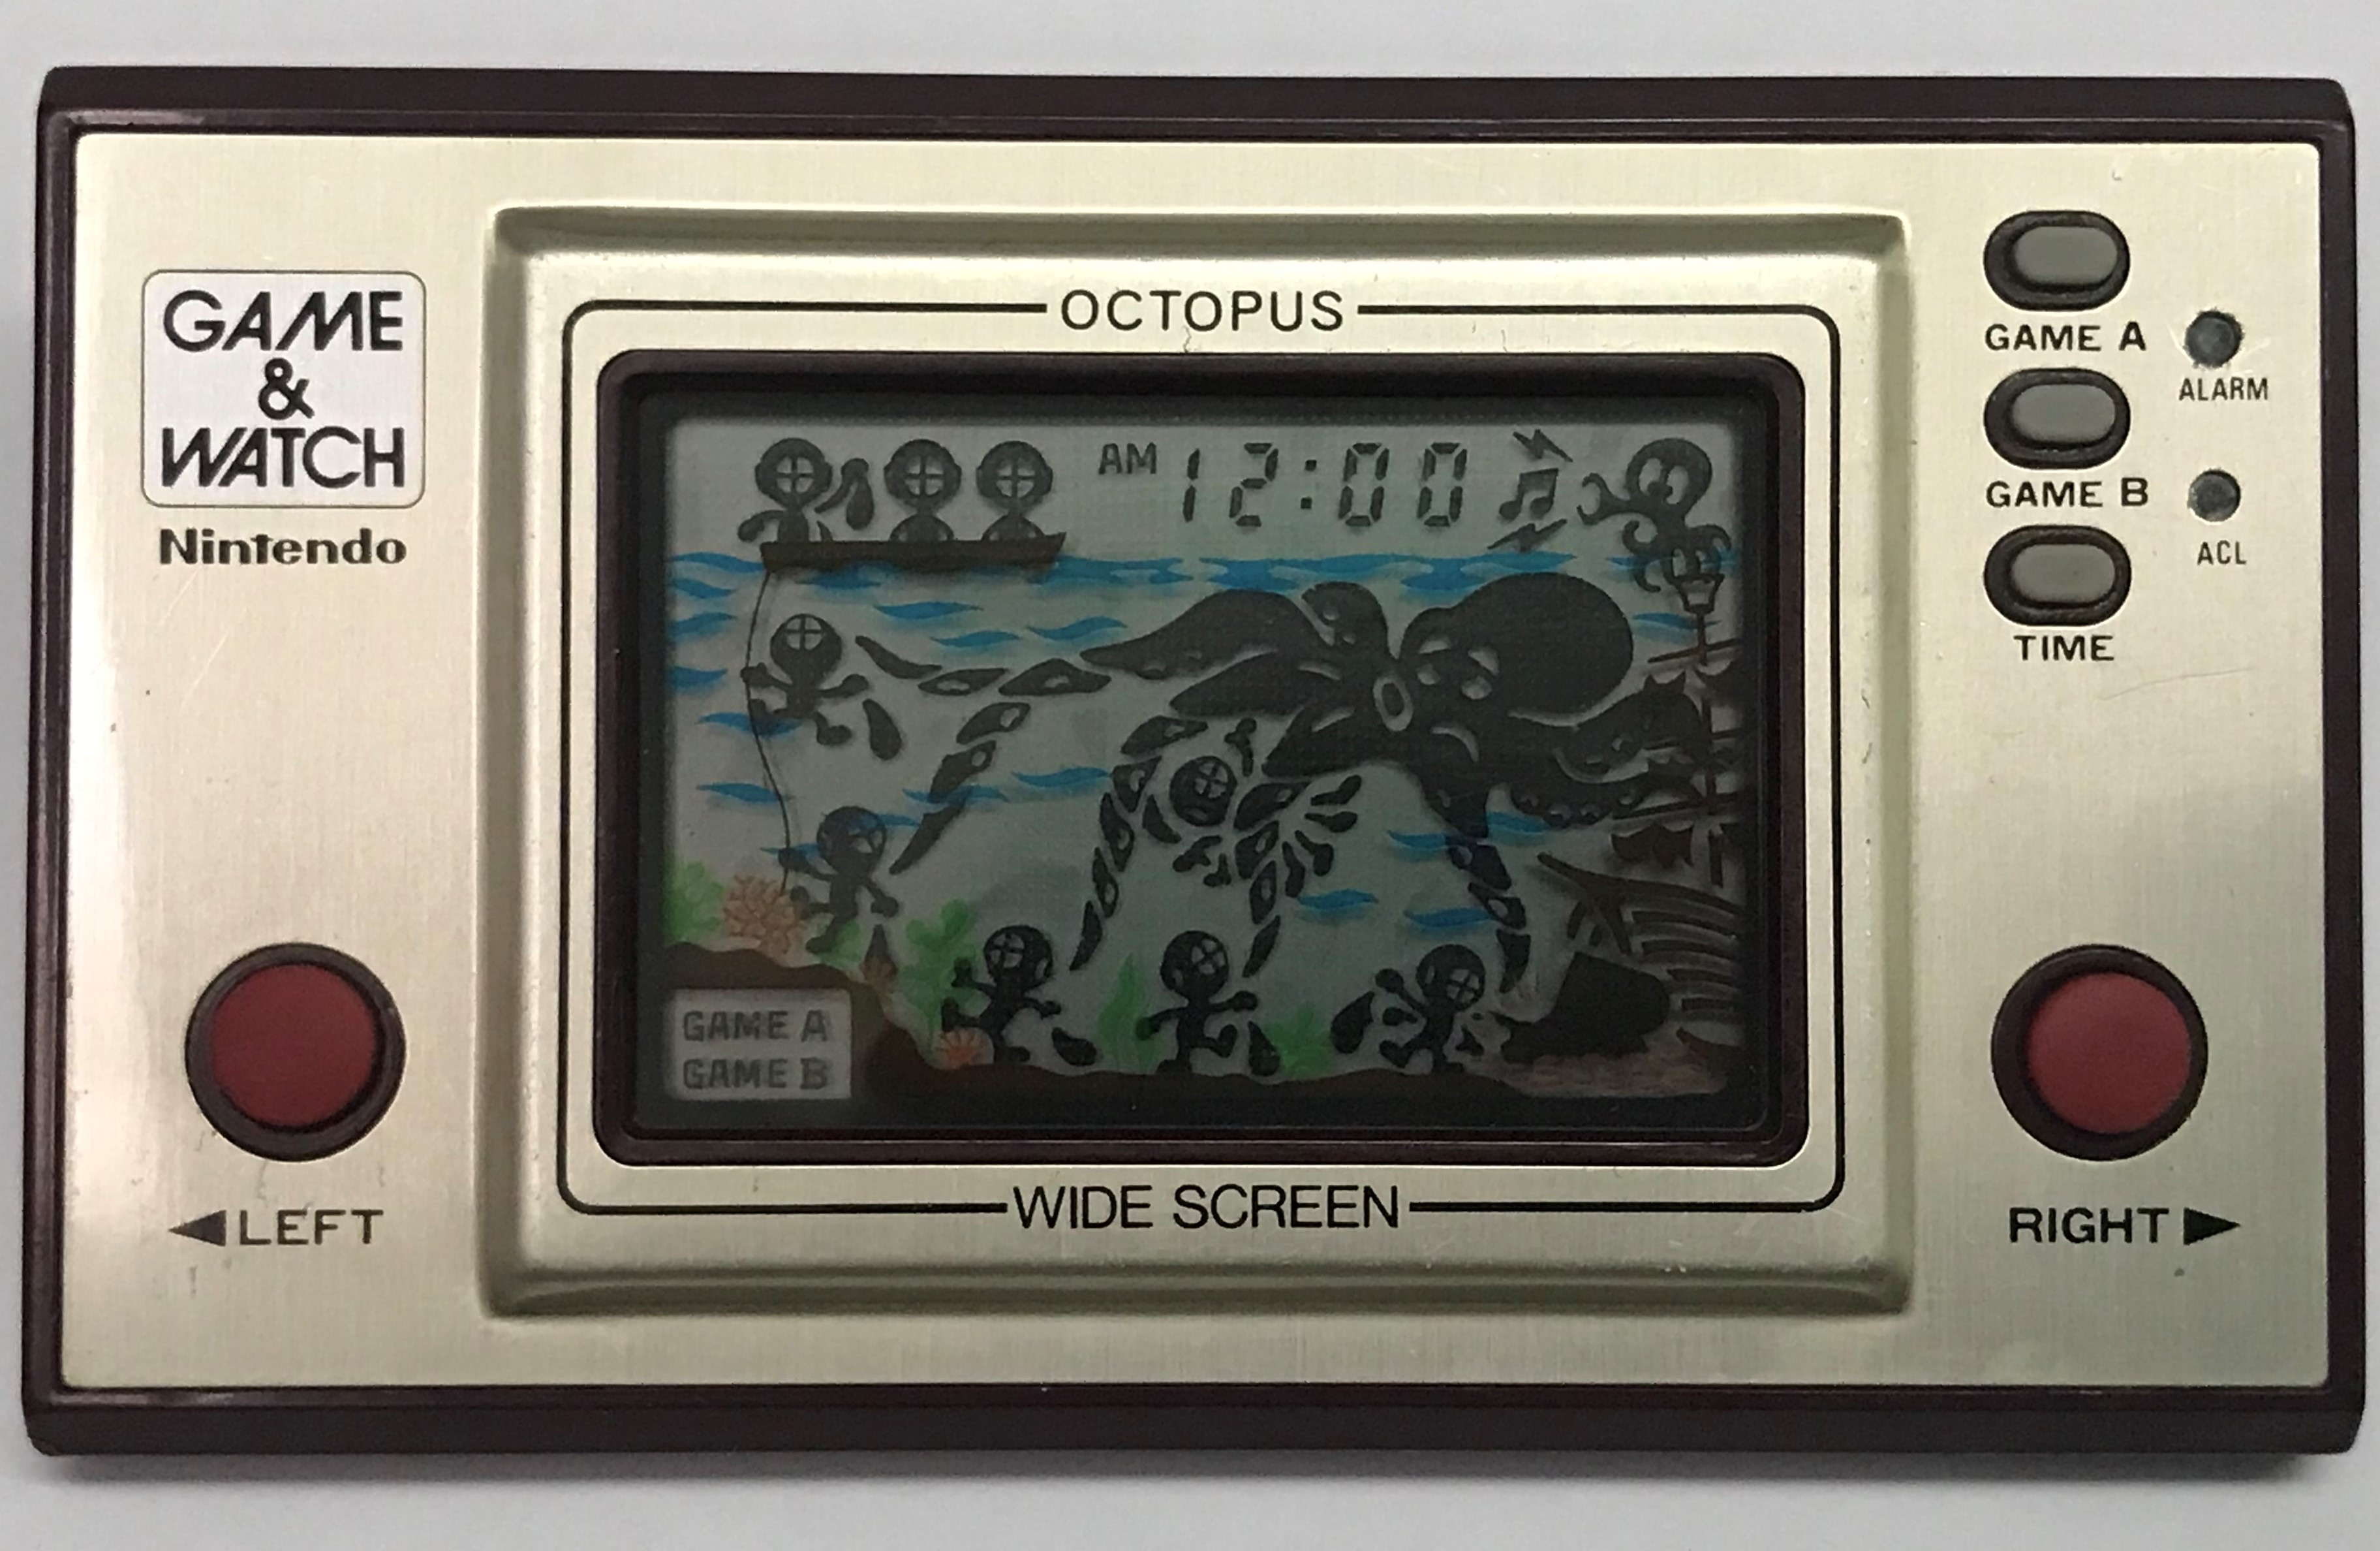 GAME
&
WATCH
Nintendo
OCTOPUS
AM 12:00
GAME A
GAME B
WIDE SCREEN
GAME A
ALARM
GAME B
ACL
TIME
◀LEFT
RIGHT▶